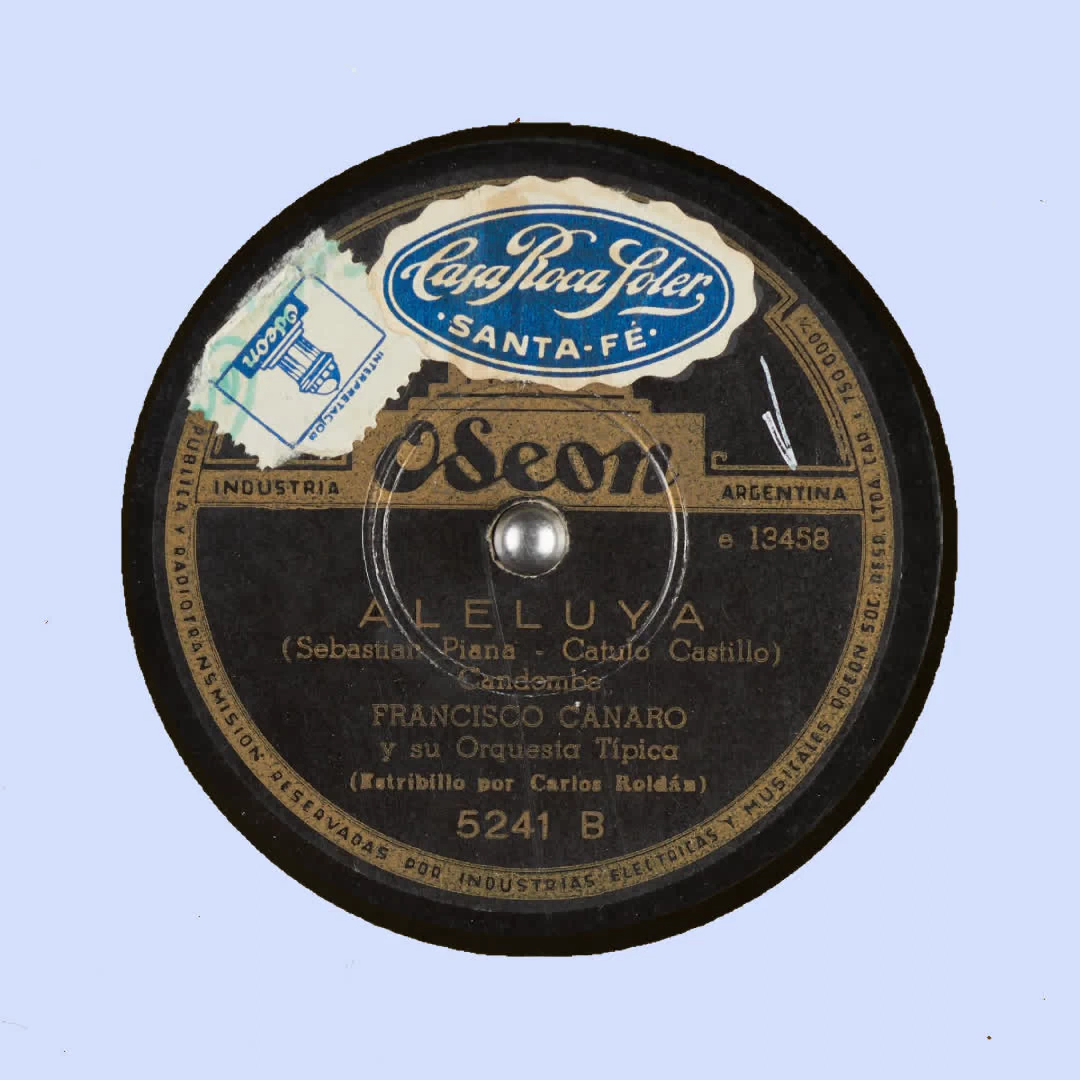 Casa Roca Soler
·SANTA-FÉ·
Odeon
INTERPRETACION
Odeon
INDUSTRIA
ARGENTINA
e 13458
ALELUYA
(Sebastian Piana - Catulo Castillo)
Candombe
FRANCISCO CANARO
y su Orquesta Típica
(Estribillo por Carlos Roldán)
5241 B
PUBLICA Y RADIOTRANSMISION RESERVADAS POR INDUSTRIAS ELECTRICAS Y MUSICALES ODEON SOC. RESP. LTDA. CAP.